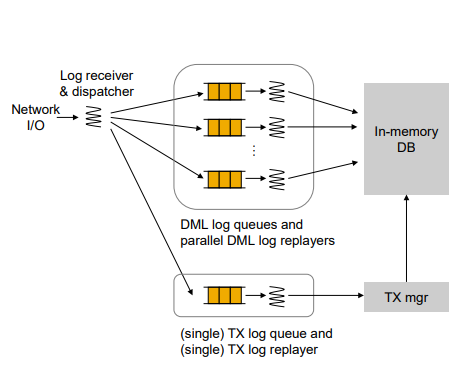 Log receiver
& dispatcher
Network
I/O
In-memory
DB
DML log queues and
parallel DML log replayers
TX mgr
(single) TX log queue and
(single) TX log replayer